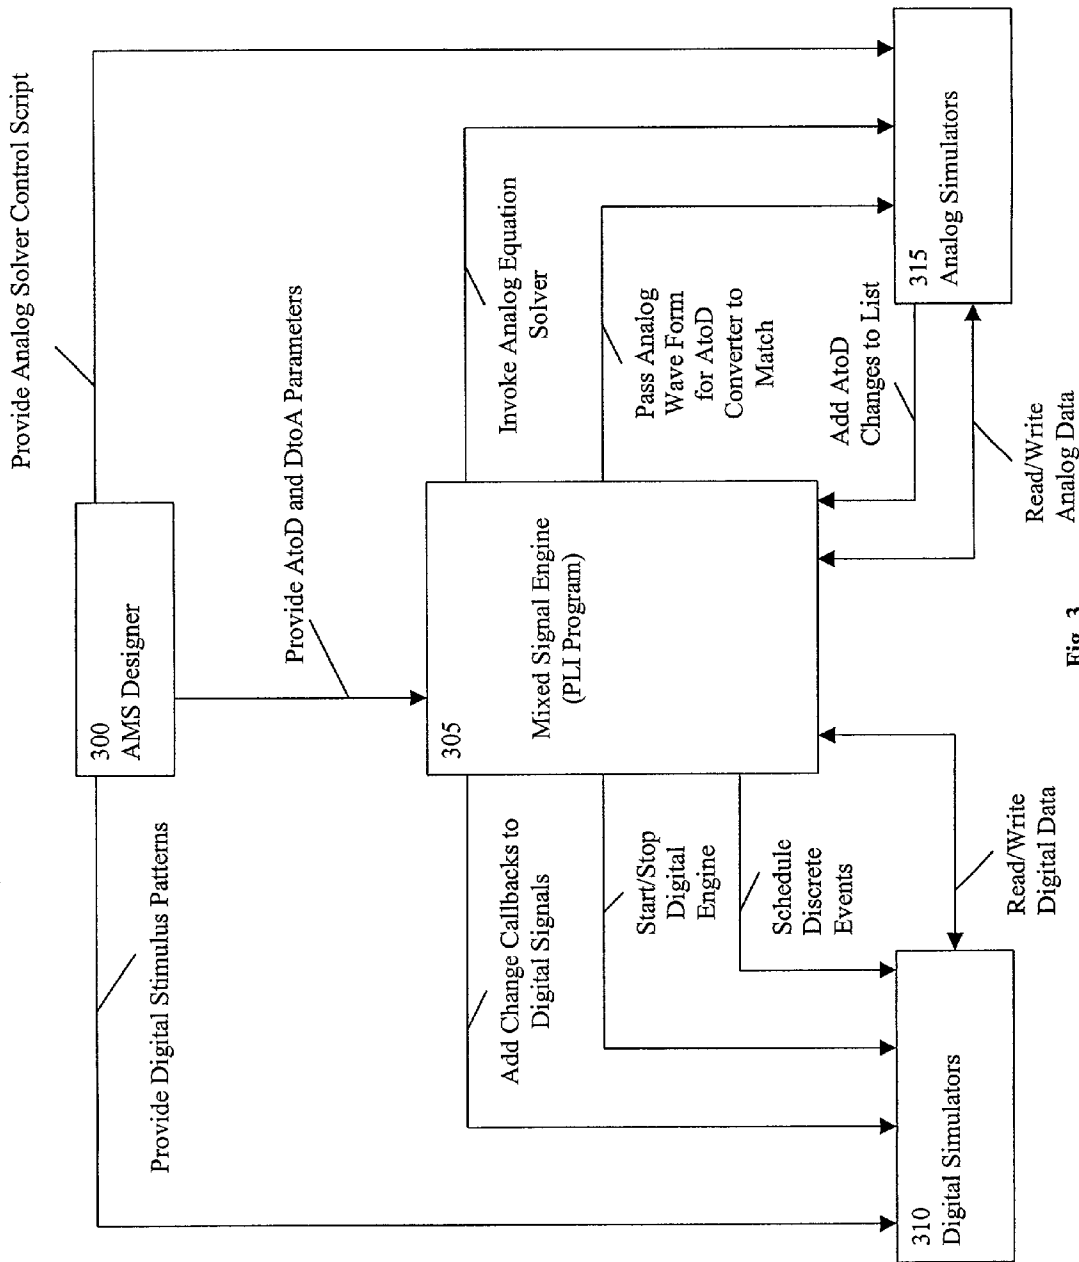 Provide Digital Stimulus Patterns
300
AMS Designer
Provide Analog Solver Control Script
Provide AtoD and DtoA Parameters
305
Mixed Signal Engine
(PLI Program)
Add Change Callbacks to
Digital Signals
Start/Stop
Digital
Engine
Schedule
Discrete
Events
Invoke Analog Equation
Solver
Pass Analog
Wave Form
for AtoD
Converter to
Match
Add AtoD
Changes to List
310
Digital Simulators
315
Analog Simulators
Read/Write
Digital Data
Read/Write
Analog Data
Fig. 3